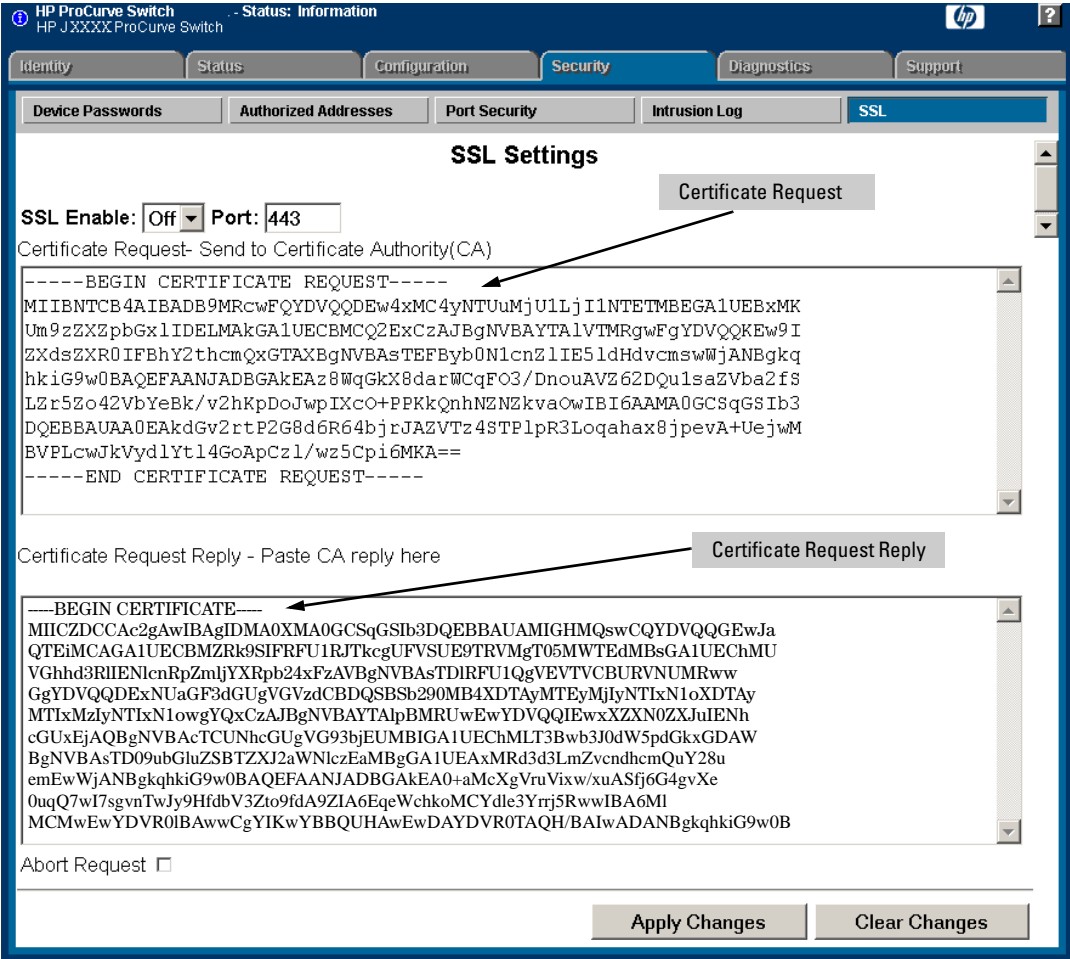 HP ProCurve Switch . - Status: Information
HP JXXXX ProCurve Switch
hp
?
Identity Status Configuration Security Diagnostics Support
Device Passwords Authorized Addresses Port Security Intrusion Log SSL
SSL Settings
Certificate Request
SSL Enable: Off Port: 443
Certificate Request- Send to Certificate Authority(CA)
-----BEGIN CERTIFICATE REQUEST-----
MIIBNTCB4AIBADB9MRcwFQYDVQQDEw4xMC4yNTUuMjU1LjI1NTETMBEGA1UEBxMK
Um9zZXZpbGxlIDELMAkGA1UECBMCQ2ExCzAJBgNVBAYTAlVTMRgwFgYDVQQKEw9I
ZXdsZXR0IFBhY2thcmQxGTAXBgNVBAsTEFByb0N1cnZlIE5ldHdvcmswWjANBgkq
hkiG9w0BAQEFAANJADBGAkEAz8WqGkX8darWCqFO3/DnouAVZ62DQu1saZVba2fS
LZr5Zo42VbYeBk/v2hKpDoJwpIXcO+PPKkQnhNZNZkvaOwIBI6AAMA0GCSqGSIb3
DQEBBAUAA0EAkdGv2rtP2G8d6R64bjrJAZVTz4STPlpR3Loqahax8jpevA+UejwM
BVPLcwJkVydlYtl4GoApCzl/wz5Cpi6MKA==
-----END CERTIFICATE REQUEST-----
Certificate Request Reply - Paste CA reply here
Certificate Request Reply
-----BEGIN CERTIFICATE-----
MIICZDCCAc2gAwIBAgIDMA0XMA0GCSqGSIb3DQEBBAUAMIGHMQswCQYDVQQGEwJa
QTEiMCAGA1UECBMZRk9SIFRFU1RJTkcgUFVSUE9TRVMgT05MWTEdMBsGA1UEChMU
VGhhd3RlIENlcnRpZmljYXRpb24xFzAVBgNVBAsTDlRFU1QgVEVTVCBURVNUMRww
GgYDVQQDExNUaGF3dGUgVGVzdCBDQSBSb290MB4XDTAyMTEyMjIyNTIxN1oXDTAy
MTIxMzIyNTIxN1owgYQxCzAJBgNVBAYTAlpBMRUwEwYDVQQIEwxXZXN0ZXJuIENh
cGUxEjAQBgNVBAcTCUNhcGUgVG93bjEUMBIGA1UEChMLT3Bwb3J0dW5pdGkxGDAW
BgNVBAsTD09ubGluZSBTZXJ2aWNlczEaMBgGA1UEAxMRd3d3LmZvcndhcmQuY28u
emEwWjANBgkqhkiG9w0BAQEFAANJADBGAkEA0+aMcXgVruVixw/xuASfj6G4gvXe
0uqQ7wI7sgvnTwJy9HfdbV3Zto9fdA9ZIA6EqeWchkoMCYdle3Yrrj5RwwIBA6Ml
MCMwEwYDVR0lBAwwCgYIKwYBBQUHAwEwDAYDVR0TAQH/BAIwADANBgkqhkiG9w0B
Abort Request
Apply Changes Clear Changes